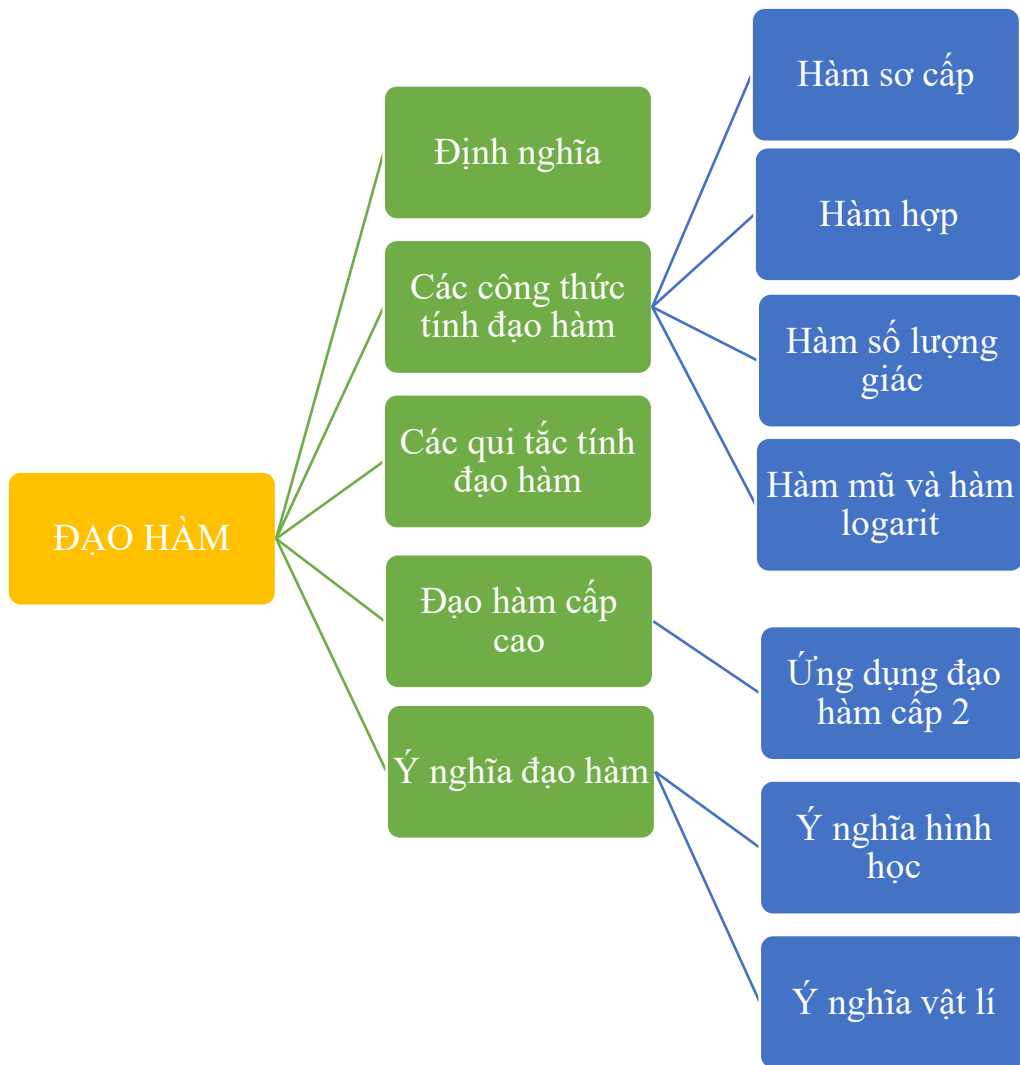 ĐẠO HÀM
Định nghĩa
Các công thức
tính đạo hàm
Các qui tắc tính
đạo hàm
Đạo hàm cấp
cao
Ý nghĩa đạo hàm
Hàm sơ cấp
Hàm hợp
Hàm số lượng
giác
Hàm mũ và hàm
logarit
Ứng dụng đạo
hàm cấp 2
Ý nghĩa hình
học
Ý nghĩa vật lí